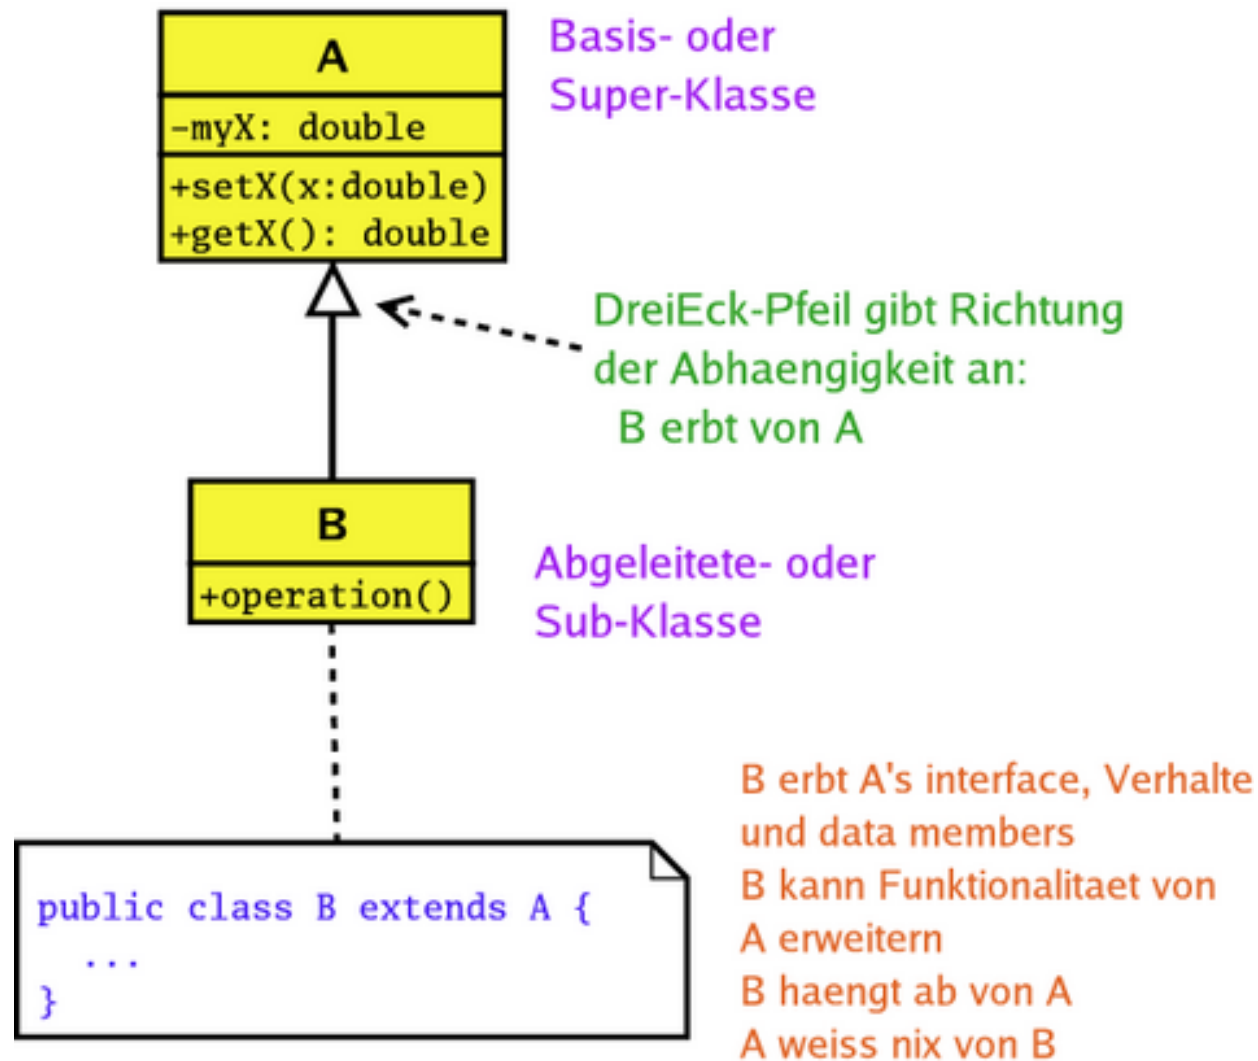 A
Basis- oder
Super-Klasse
-myX: double
+setX(x:double)
+getX(): double
DreiEck-Pfeil gibt Richtung
der Abhaengigkeit an:
B erbt von A
B
+operation()
Abgeleitete- oder
Sub-Klasse
B erbt A's interface, Verhalte
und data members
B kann Funktionalitaet von
A erweitern
B haengt ab von A
A weiss nix von B
public class B extends A {
...
}